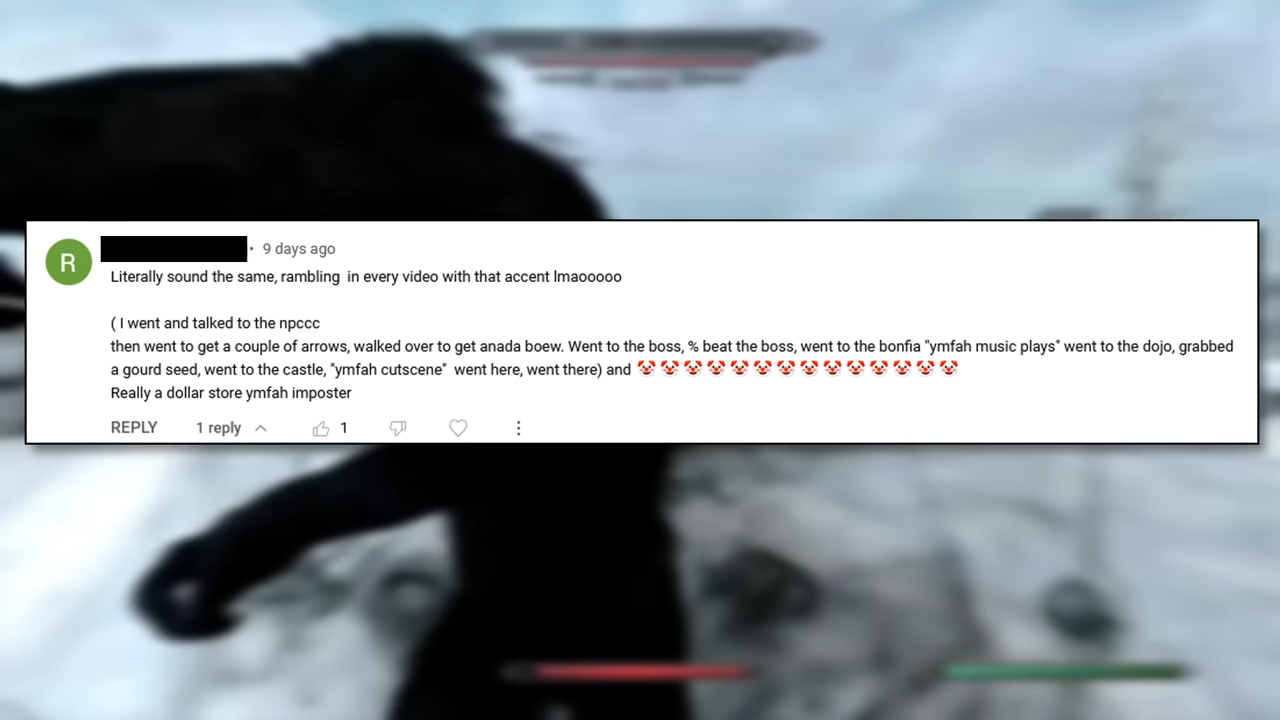 R
• 9 days ago
Literally sound the same, rambling  in every video with that accent lmaooooo
( I went and talked to the npccc
then went to get a couple of arrows, walked over to get anada boew. Went to the boss, % beat the boss, went to the bonfia "ymfah music plays" went to the dojo, grabbed
a gourd seed, went to the castle, "ymfah cutscene"  went here, went there) and 🤡🤡🤡🤡🤡🤡🤡🤡🤡🤡🤡🤡🤡🤡
Really a dollar store ymfah imposter
REPLY 1 reply 1